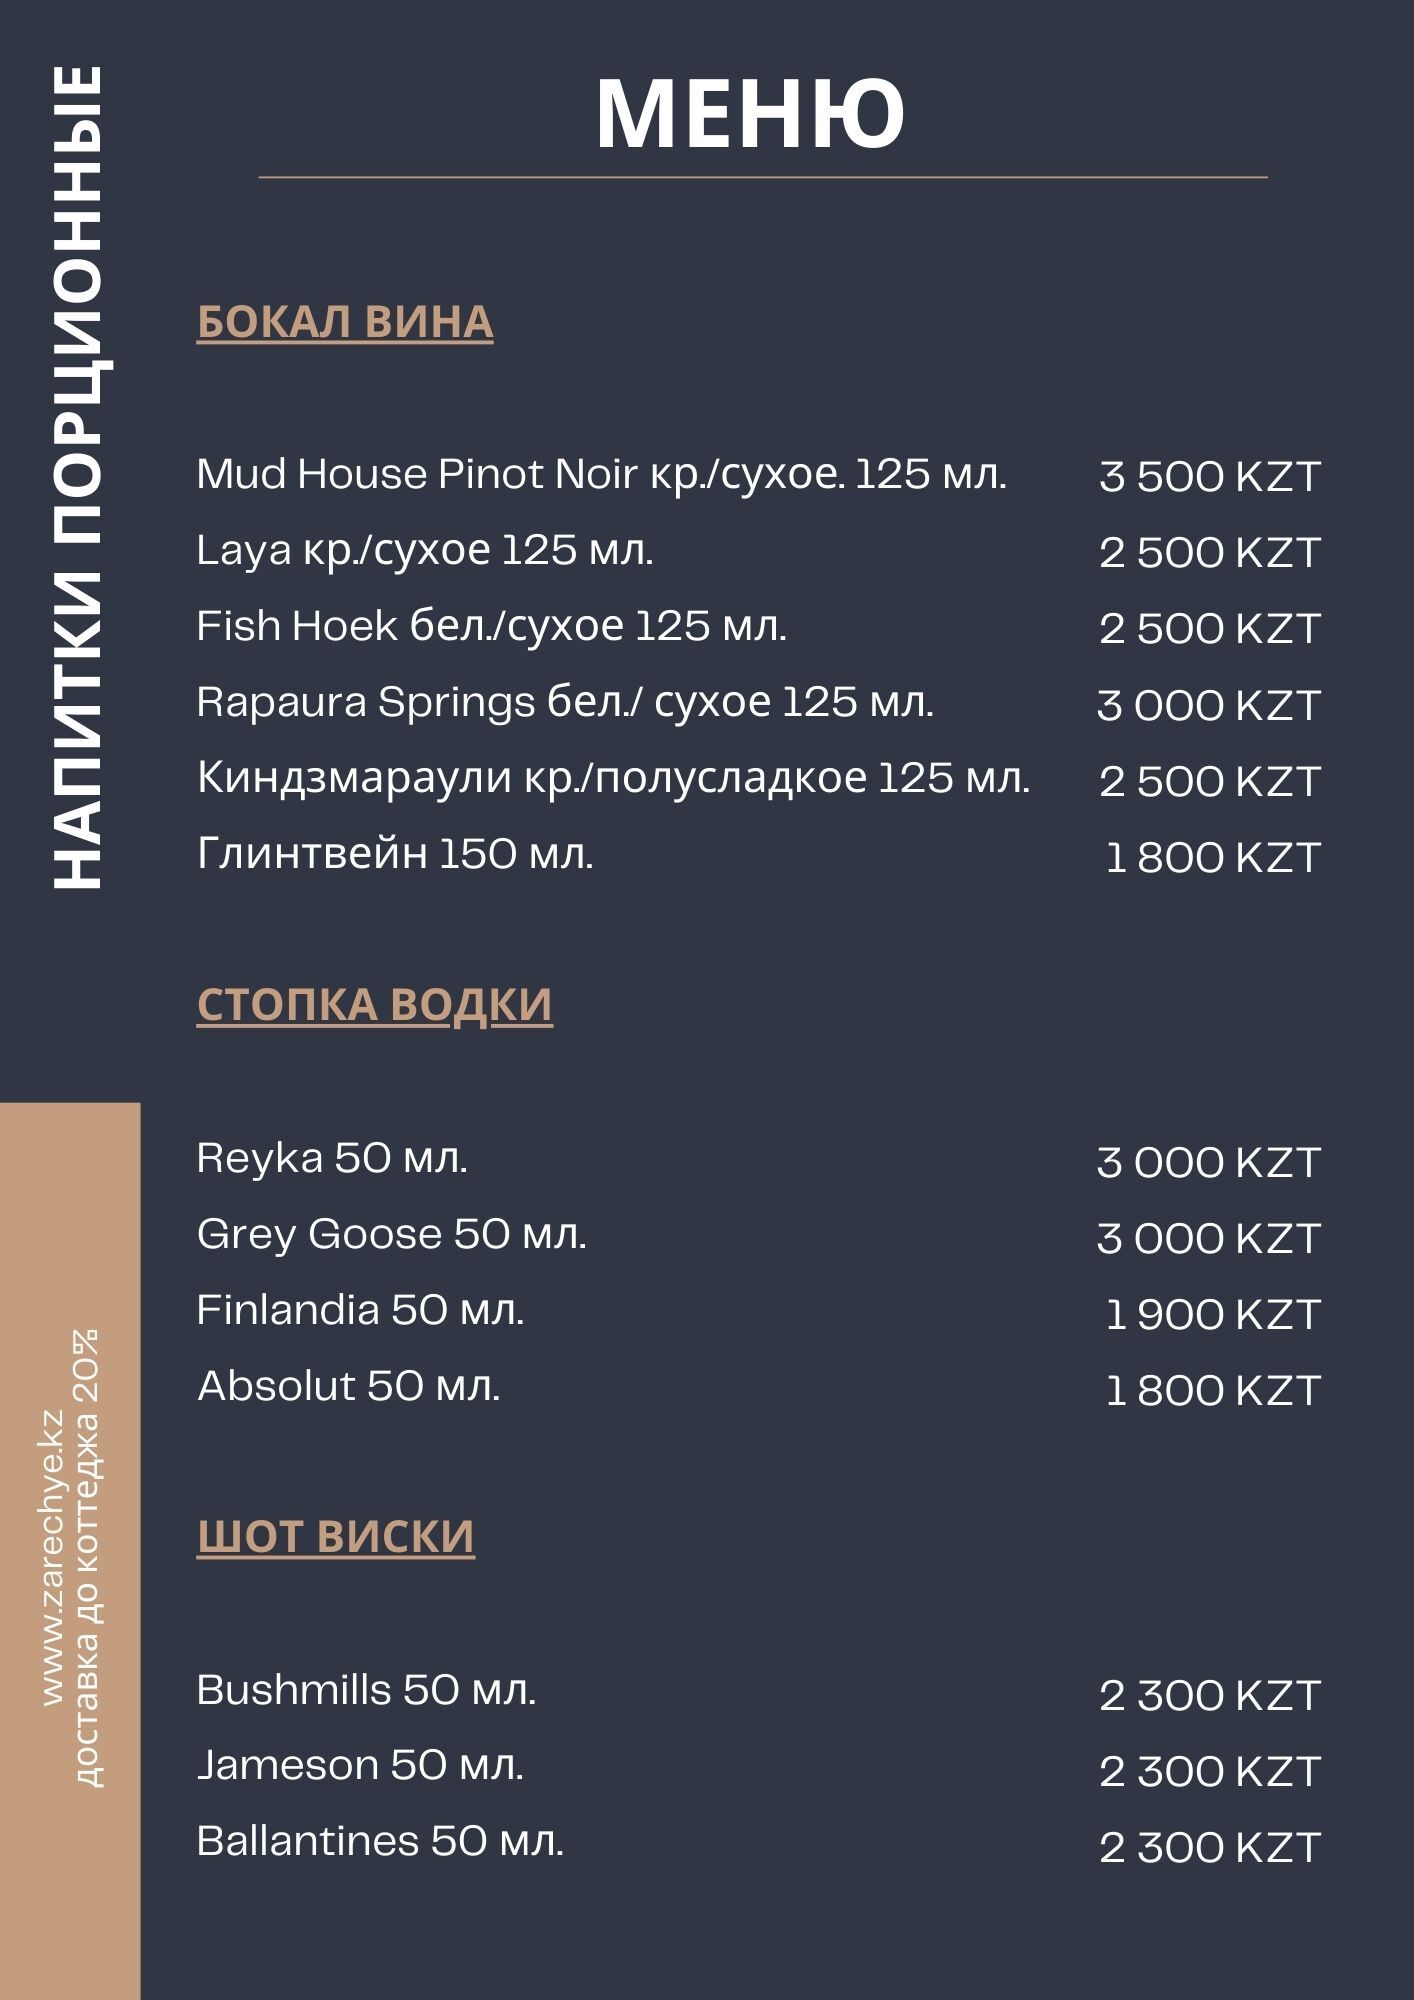 НАПИТКИ ПОРЦИОННЫЕ
МЕНЮ
БОКАЛ ВИНА
Mud House Pinot Noir кр./сухое. 125 мл. 3 500 KZT
Laya кр./сухое 125 мл. 2 500 KZT
Fish Hoek бел./сухое 125 мл. 2 500 KZT
Rapaura Springs бел./ сухое 125 мл. 3 000 KZT
Киндзмараули кр./полусладкое 125 мл. 2 500 KZT
Глинтвейн 150 мл. 1 800 KZT
СТОПКА ВОДКИ
Reyka 50 мл. 3 000 KZT
Grey Goose 50 мл. 3 000 KZT
Finlandia 50 мл. 1 900 KZT
Absolut 50 мл. 1 800 KZT
ШОТ ВИСКИ
Bushmills 50 мл. 2 300 KZT
Jameson 50 мл. 2 300 KZT
Ballantines 50 мл. 2 300 KZT
www.zarechye.kz
доставка до коттеджа 20%